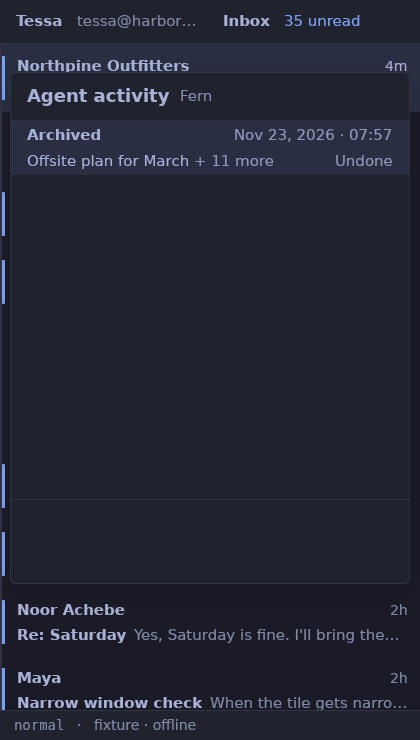 Tessa tessa@harbor… Inbox 35 unread
Northpine Outfitters 4m
Agent activity Fern
Archived Nov 23, 2026 · 07:57
Offsite plan for March + 11 more Undone
Noor Achebe 2h
Re: Saturday Yes, Saturday is fine. I'll bring the…
Maya 2h
Narrow window check When the tile gets narro…
normal · fixture · offline